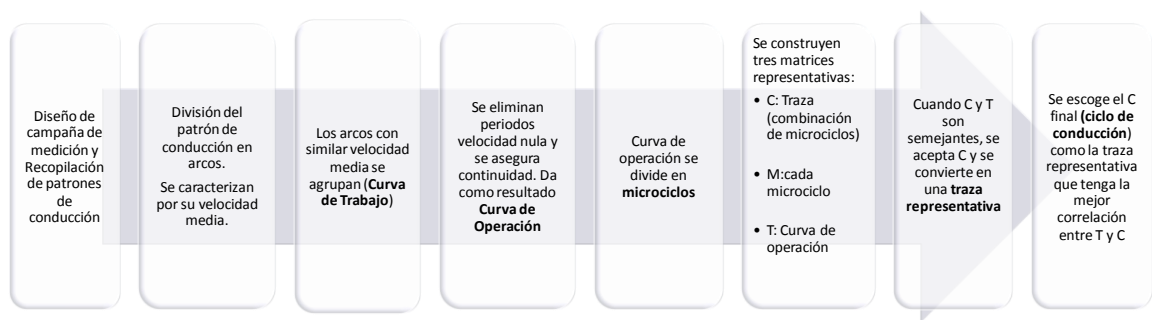 Diseño de
campaña de
medición y
Recopilación
de patrones
de
conducción
División del
patrón de
conducción en
arcos.
Se caracterizan
por su velocidad
media.
Los arcos con
similar velocidad
media se
agrupan (Curva
de Trabajo)
Se eliminan
periodos
velocidad nula y
se asegura
continuidad. Da
como resultado
Curva de
Operación
Curva de
operación se
divide en
microciclos
Se construyen
tres matrices
representativas:
• C: Traza
(combinación
de microciclos)
• M:cada
microciclo
• T: Curva de
operación
Cuando C y T
son
semejantes, se
acepta C y se
convierte en
una traza
representativa
Se escoge el C
final (ciclo de
conducción)
como la traza
representativa
que tenga la
mejor
correlación
entre T y C